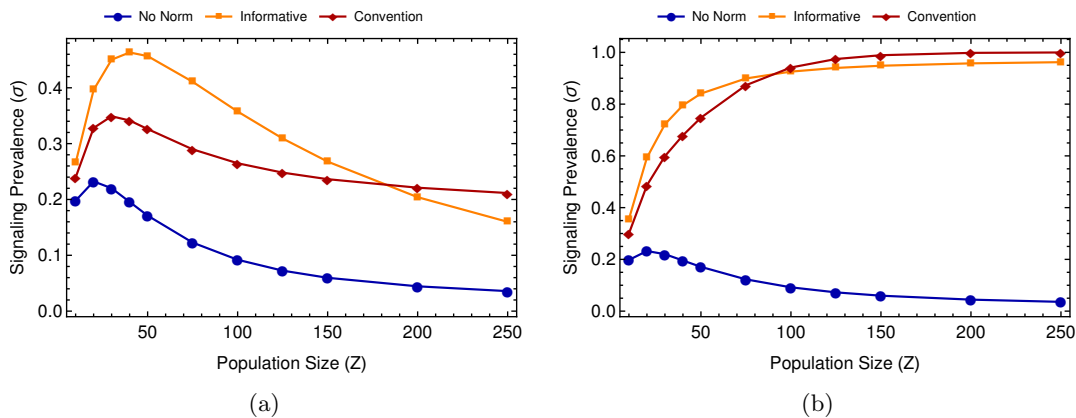 No Norm Informative Convention
Signaling Prevalence (σ)
0.4
0.3
0.2
0.1
0.0
50 100 150 200 250
Population Size (Z)
(a)
No Norm Informative Convention
Signaling Prevalence (σ)
1.0
0.8
0.6
0.4
0.2
0.0
50 100 150 200 250
Population Size (Z)
(b)